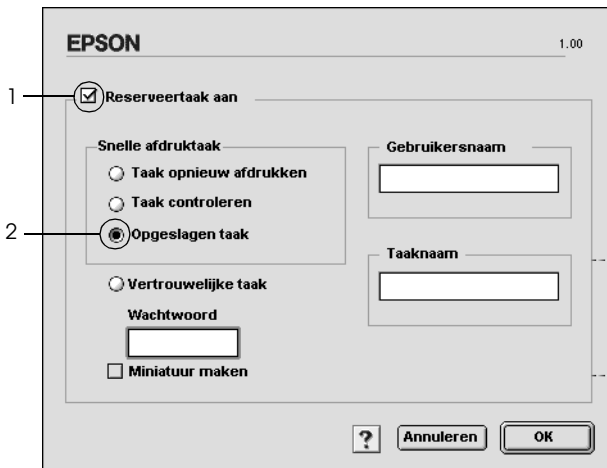 EPSON 1.00
1 Reserveertaak aan
Snelle afdruktaak
Taak opnieuw afdrukken
Taak controleren
2 Opgeslagen taak
Vertrouwelijke taak
Wachtwoord
Miniatuur maken
Gebruikersnaam
Taaknaam
? Annuleren OK